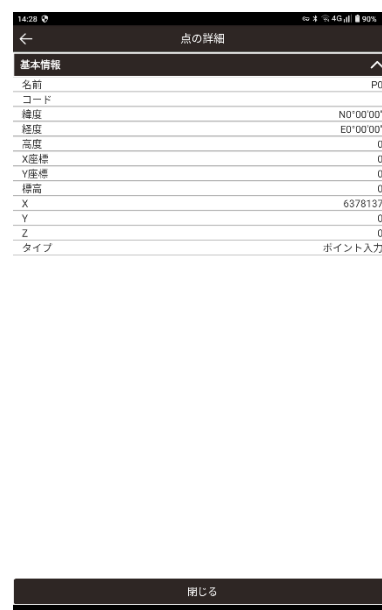 14:28 4G 90%
点の詳細
基本情報
名前 P0
コード
緯度 N0°00'00"
経度 E0°00'00"
高度 0
X座標 0
Y座標 0
標高 0
X 6378137
Y 0
Z 0
タイプ ポイント入力
閉じる